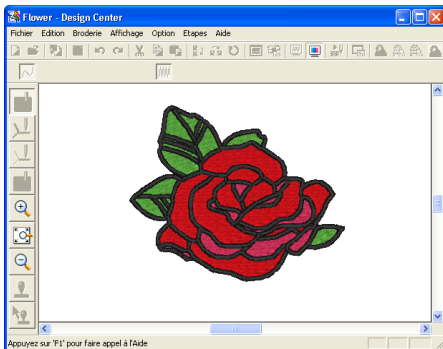 Flower - Design Center
Fichier Edition Broderie Affichage Option Etapes Aide
Appuyez sur 'F1' pour faire appel à l'Aide